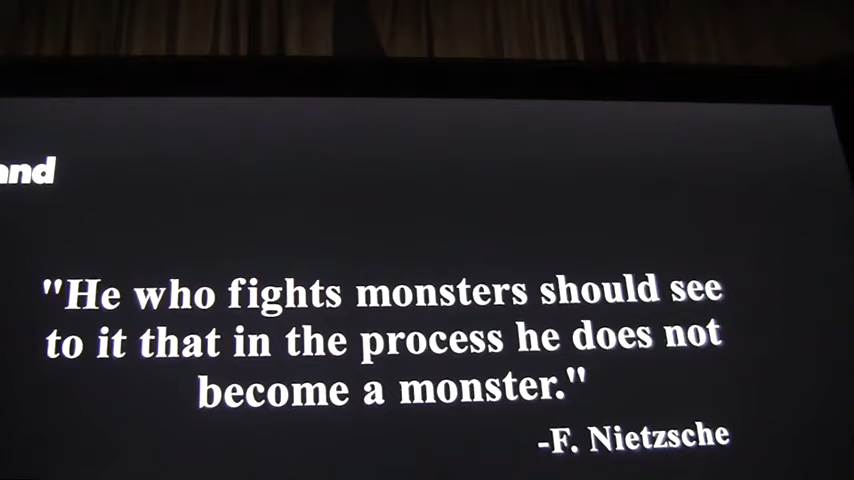 and
"He who fights monsters should see
to it that in the process he does not
become a monster."
-F. Nietzsche